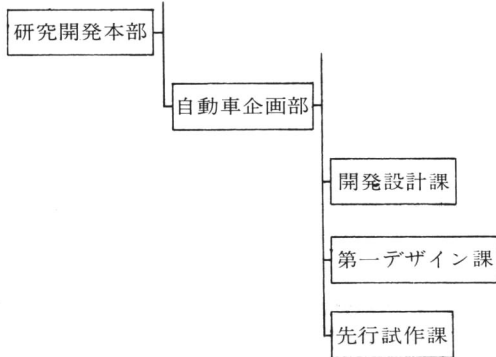 研究開発本部
自動車企画部
開発設計課
第一デザイン課
先行試作課